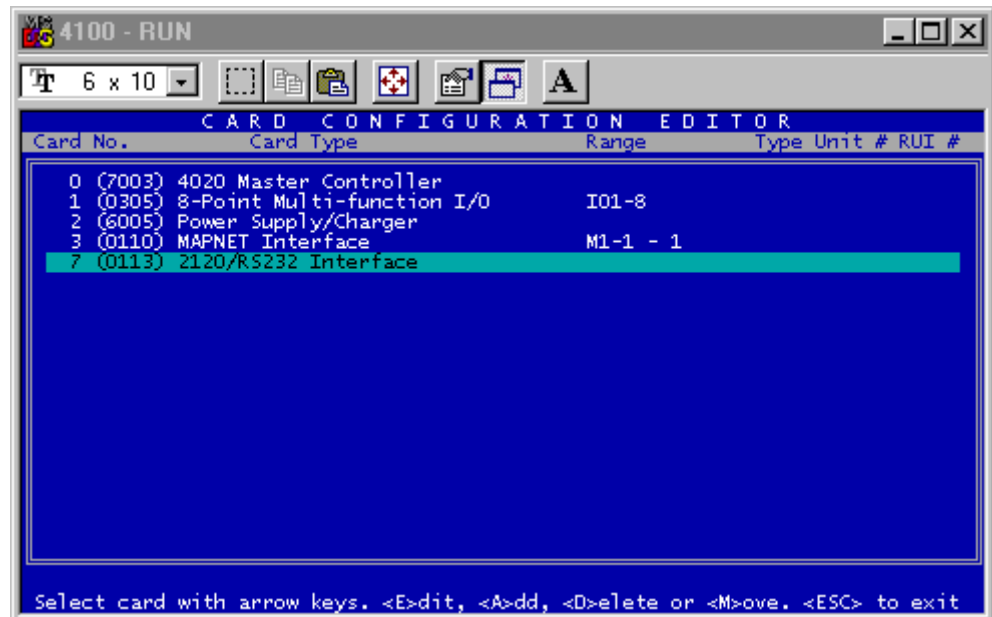 4100 - RUN
Tr 6 x 10 A
CARD CONFIGURATION EDITOR
Card No. Card Type Range Type Unit # RUI #
0 (7003) 4020 Master Controller
1 (0305) 8-Point Multi-function I/O IO1-8
2 (6005) Power Supply/Charger
3 (0110) MAPNET Interface M1-1 - 1
7 (0113) 2120/RS232 Interface
Select card with arrow keys. <E>dit, <A>dd, <D>elete or <M>ove. <ESC> to exit